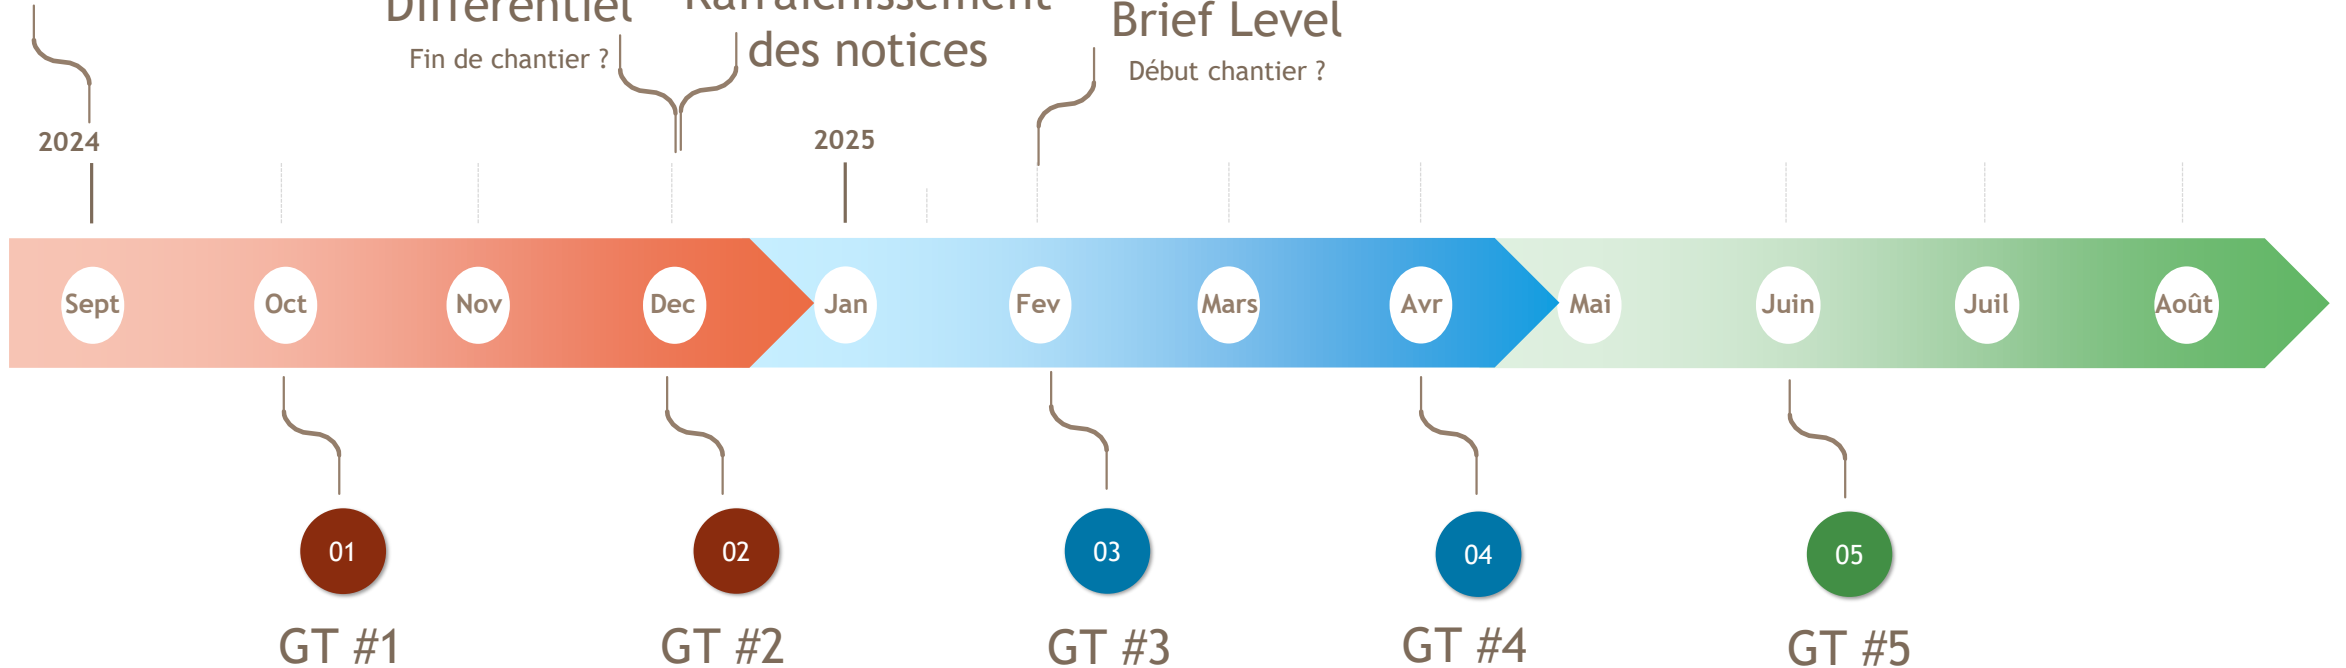 Différentiel
Fin de chantier ?
Rafraichissement
des notices
Brief Level
Début chantier ?
2024
2025
Sept
Oct
Nov
Dec
Jan
Fev
Mars
Avr
Mai
Juin
Juil
Août
01
02
03
04
05
GT #1
GT #2
GT #3
GT #4
GT #5